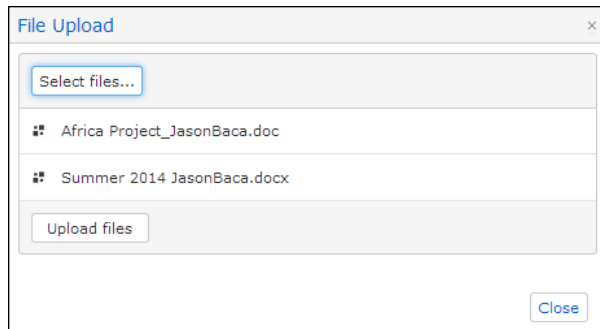 File Upload
×
Select files...
Africa Project_JasonBaca.doc
Summer 2014 JasonBaca.docx
Upload files
Close